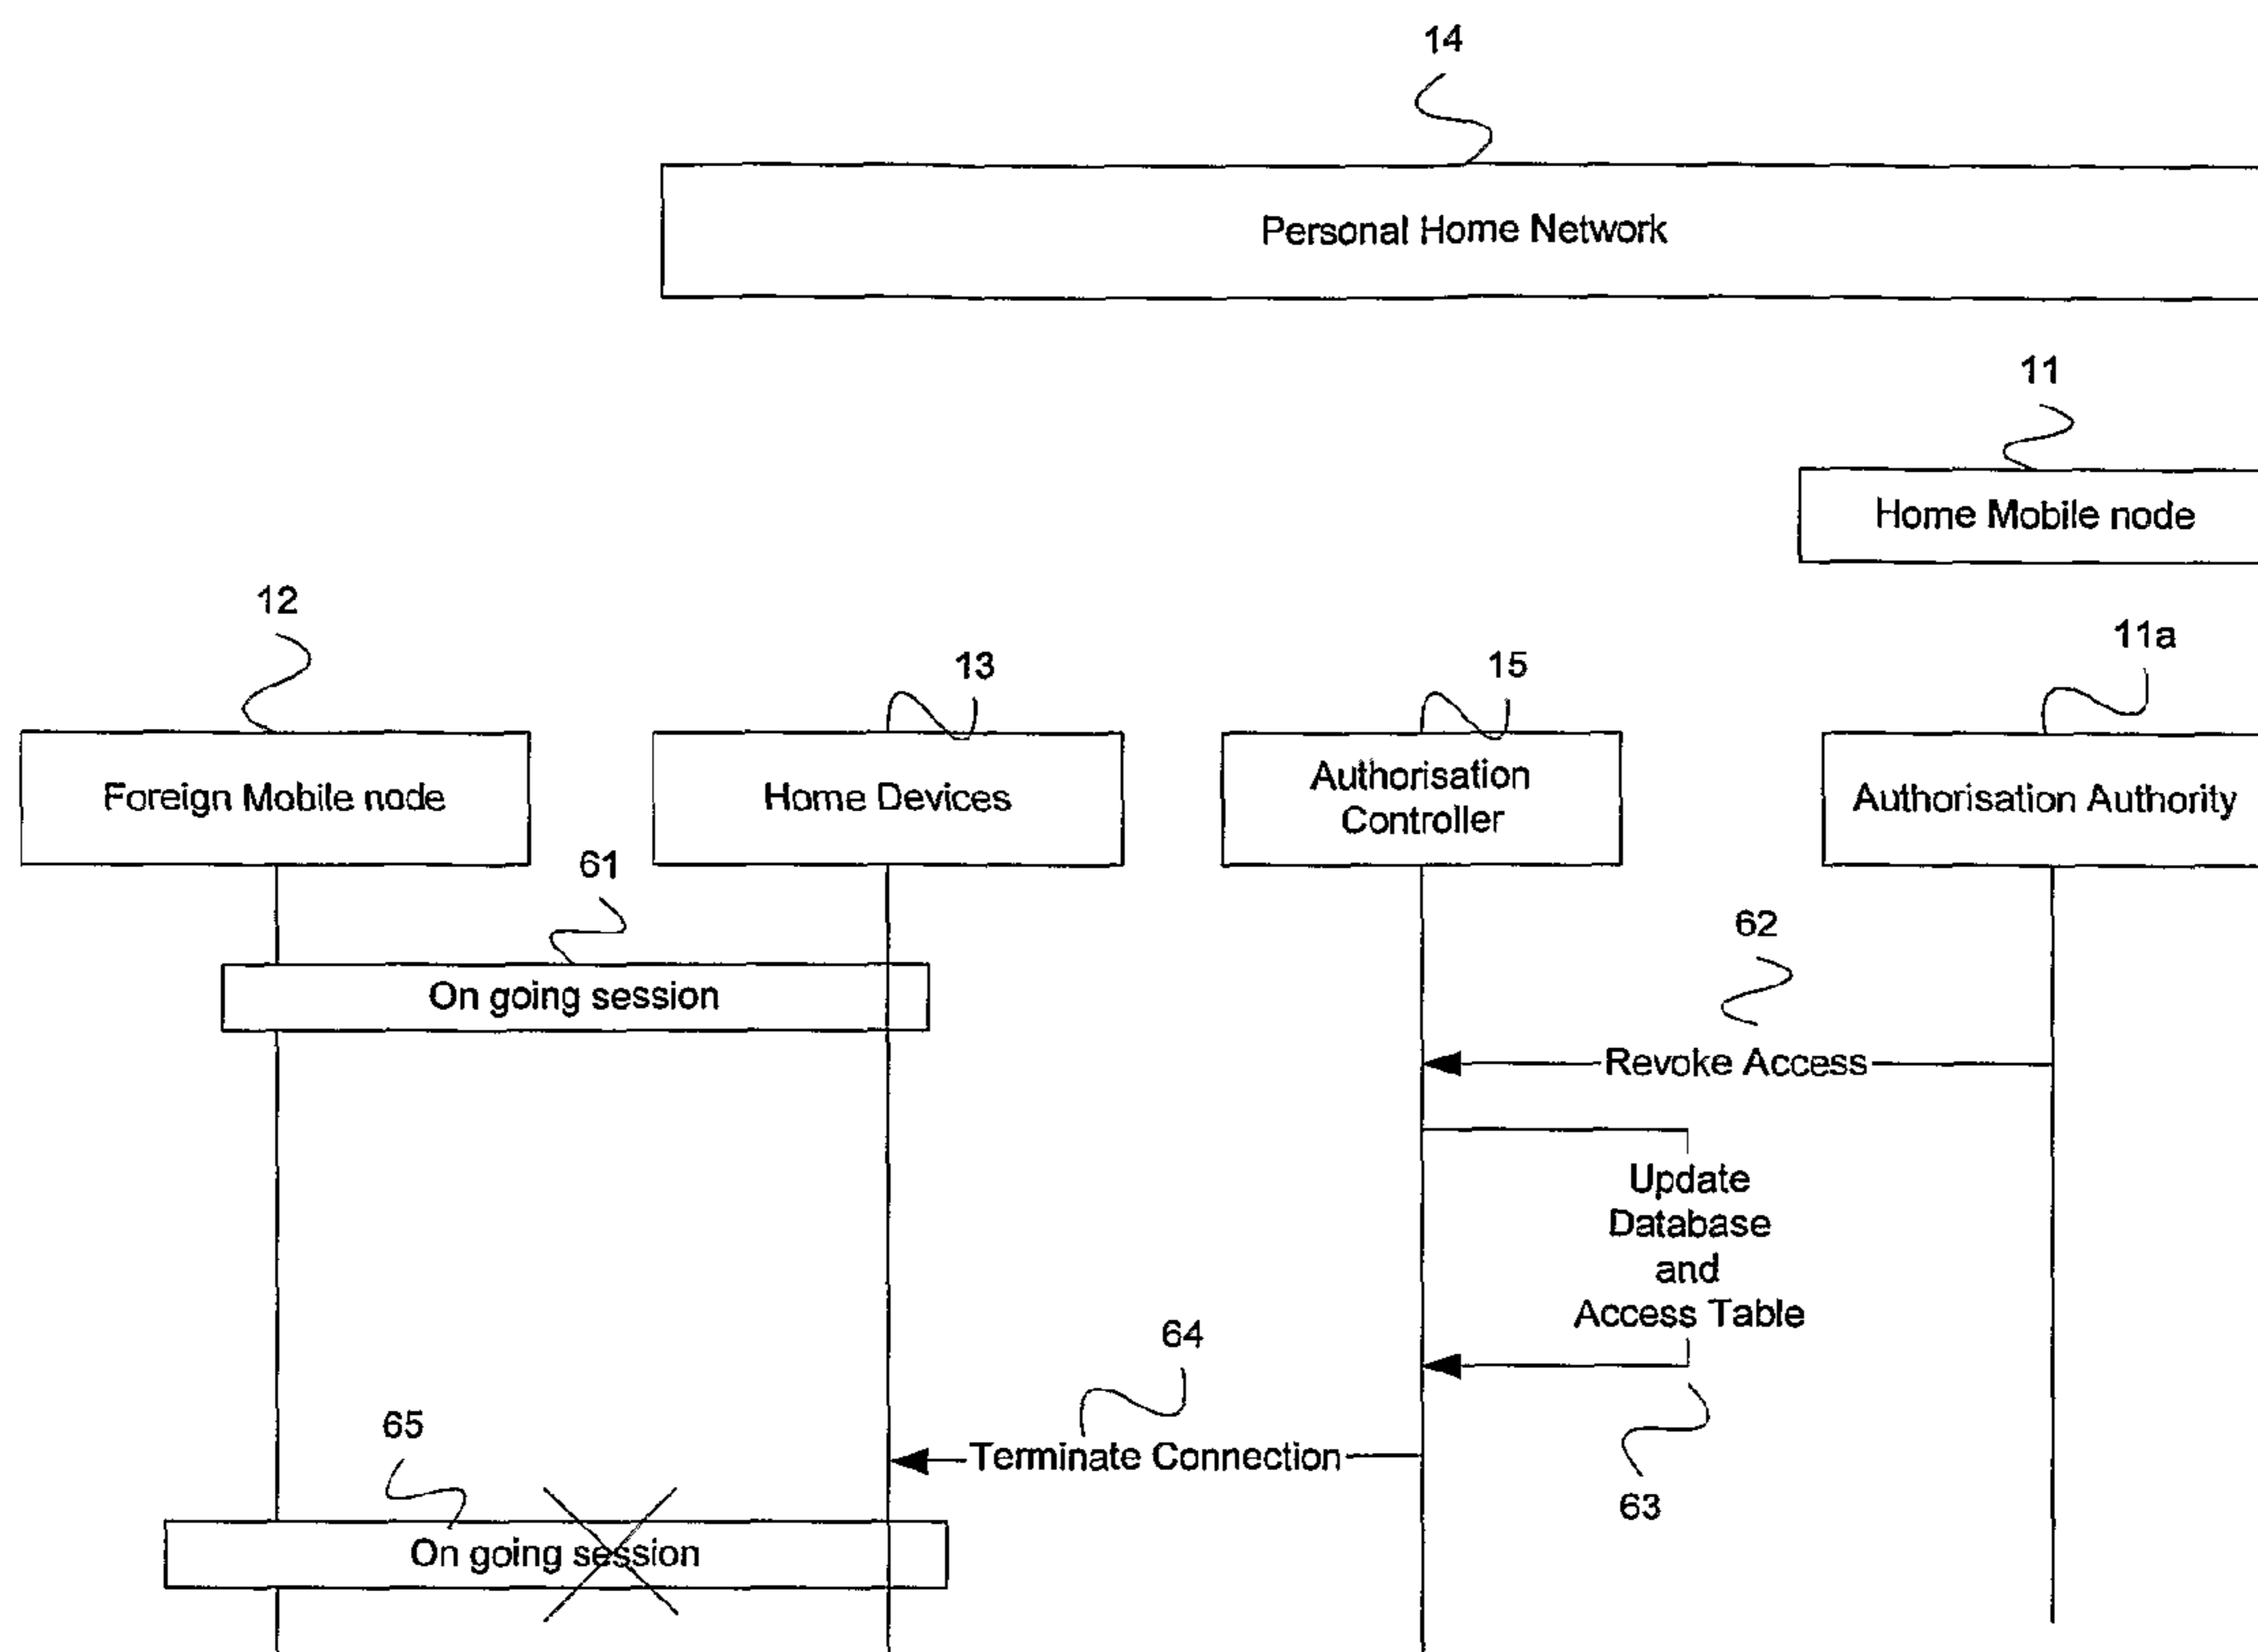 14
Personal Home Network
11
Home Mobile node
12
13
15
11a
Foreign Mobile node
Home Devices
Authorisation
Controller
Authorisation Authority
61
On going session
62
Revoke Access
Update
Database
and
Access Table
63
64
Terminate Connection
65
On going session